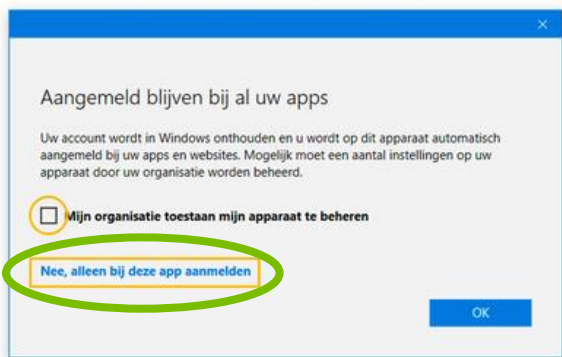 Aangemeld blijven bij al uw apps
Uw account wordt in Windows onthouden en u wordt op dit apparaat automatisch
aangemeld bij uw apps en websites. Mogelijk moet een aantal instellingen op uw
apparaat door uw organisatie worden beheerd.
Mijn organisatie toestaan mijn apparaat te beheren
Nee, alleen bij deze app aanmelden
OK